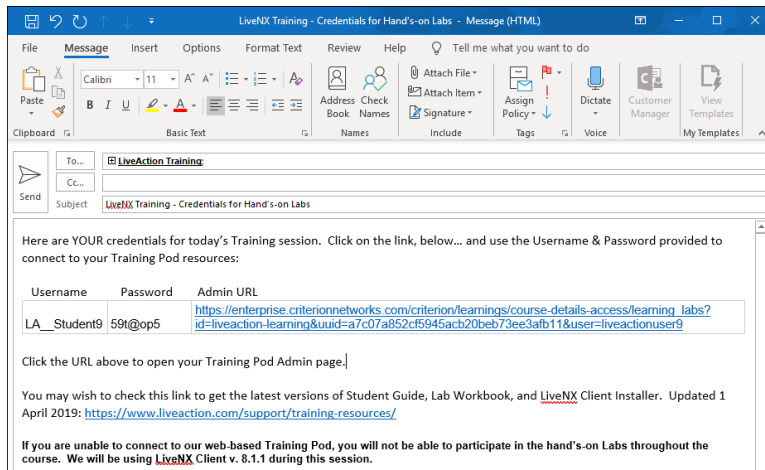 LiveNX Training - Credentials for Hand's-on Labs - Message (HTML)
File Message Insert Options Format Text Review Help Tell me what you want to do
Calibri 11 A^ A˅ Attach File
Paste B I U A Address Book Check Names Attach Item Assign Policy Dictate Customer Manager View Templates
Signature
Clipboard Basic Text Names Include Tags Voice My Templates
To... LiveAction Training;
Cc...
Send
Subject LiveNX Training - Credentials for Hand's-on Labs
Here are YOUR credentials for today's Training session. Click on the link, below... and use the Username & Password provided to
connect to your Training Pod resources:
Username Password Admin URL
LA__Student9 59t@op5 https://enterprise.criterionnetworks.com/criterion/learnings/course-details-access/learning_labs?
id=liveaction-learning&uuid=a7c07a852cf5945acb20beb73ee3afb11&user=liveactionuser9
Click the URL above to open your Training Pod Admin page.
You may wish to check this link to get the latest versions of Student Guide, Lab Workbook, and LiveNX Client Installer. Updated 1
April 2019: https://www.liveaction.com/support/training-resources/
If you are unable to connect to our web-based Training Pod, you will not be able to participate in the hand's-on Labs throughout the
course. We will be using LiveNX Client v. 8.1.1 during this session.